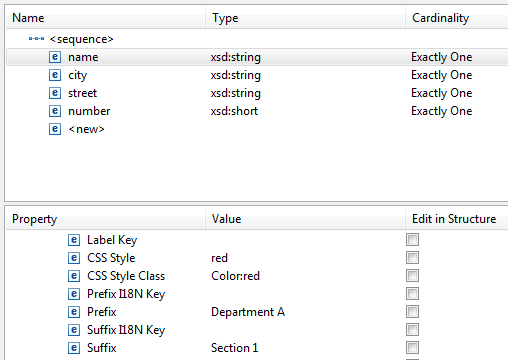 Name Type Cardinality
<sequence>
e name xsd:string Exactly One
e city xsd:string Exactly One
e street xsd:string Exactly One
e number xsd:short Exactly One
e <new>
Property Value Edit in Structure
e Label Key
e CSS Style red
e CSS Style Class Color:red
e Prefix I18N Key
e Prefix Department A
e Suffix I18N Key
e Suffix Section 1